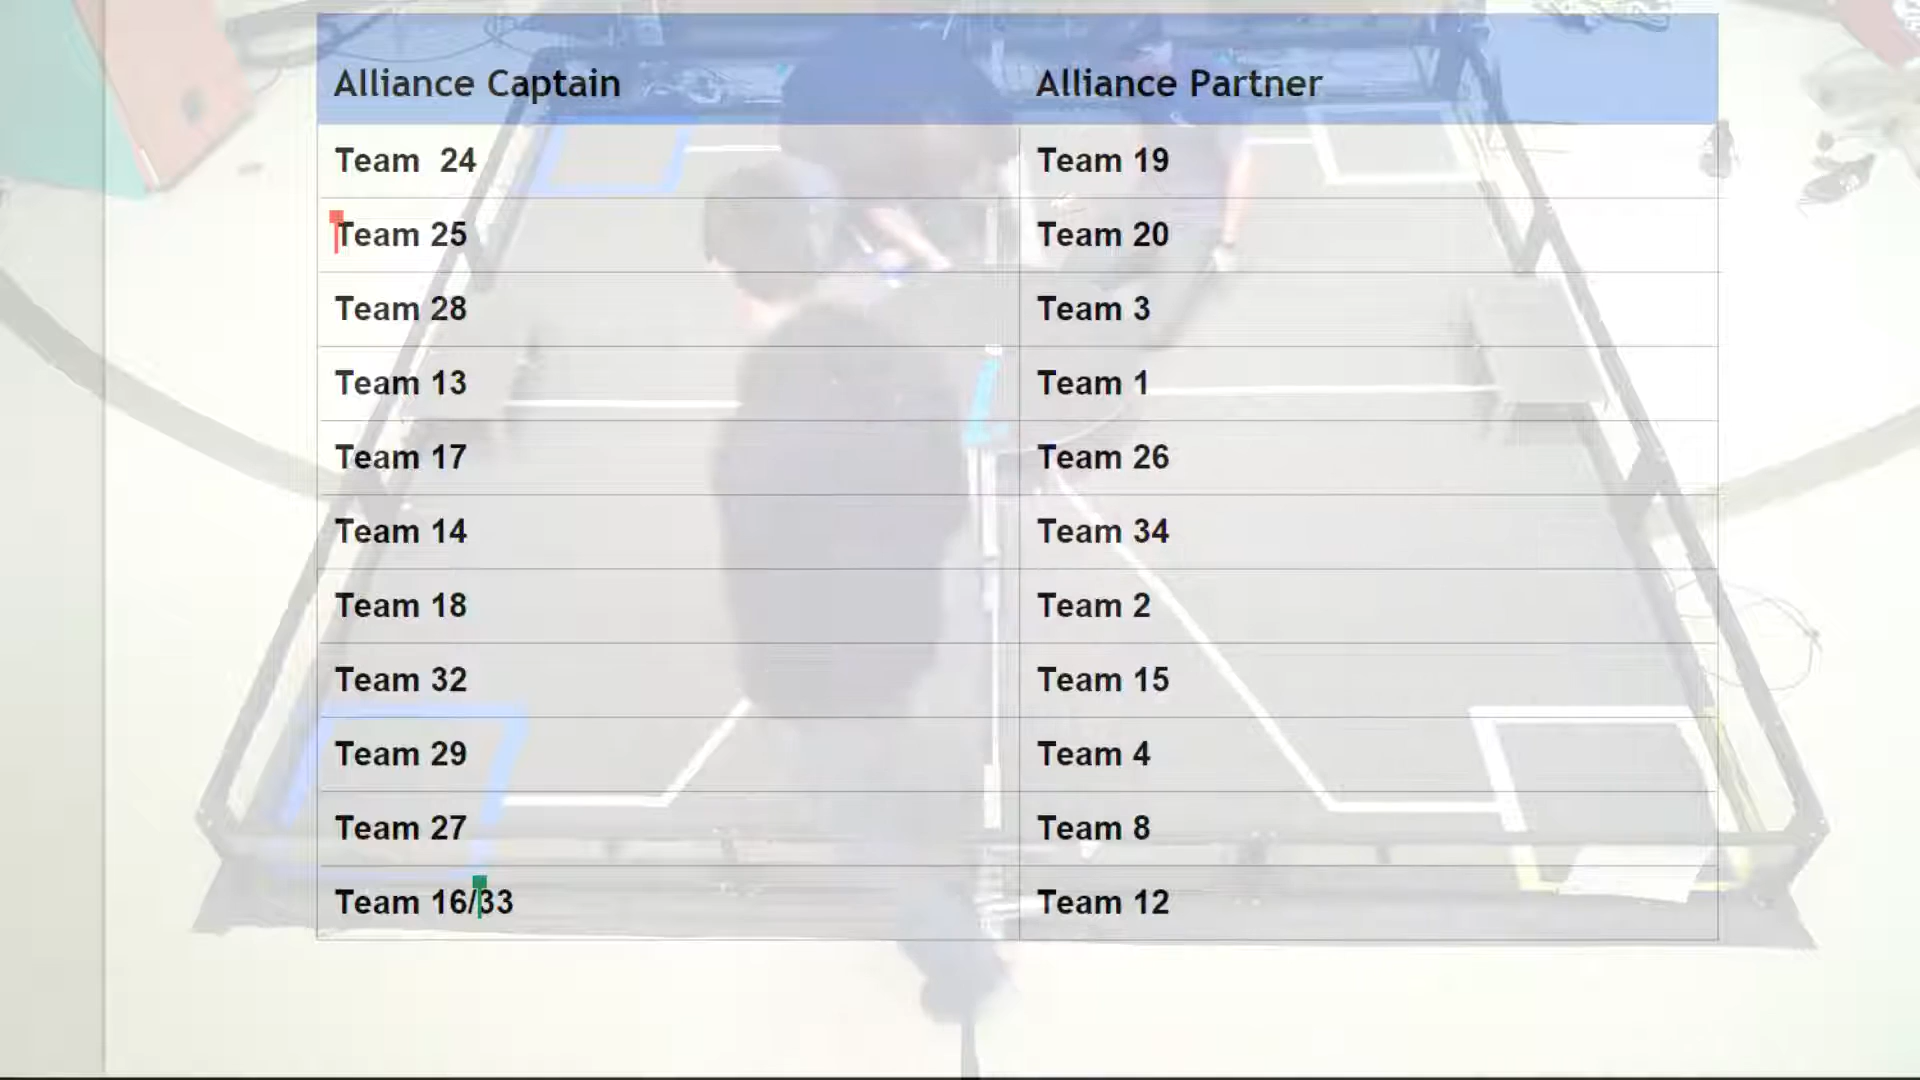 Alliance Captain Alliance Partner
Team 24 Team 19
Team 25 Team 20
Team 28 Team 3
Team 13 Team 1
Team 17 Team 26
Team 14 Team 34
Team 18 Team 2
Team 32 Team 15
Team 29 Team 4
Team 27 Team 8
Team 16/33 Team 12